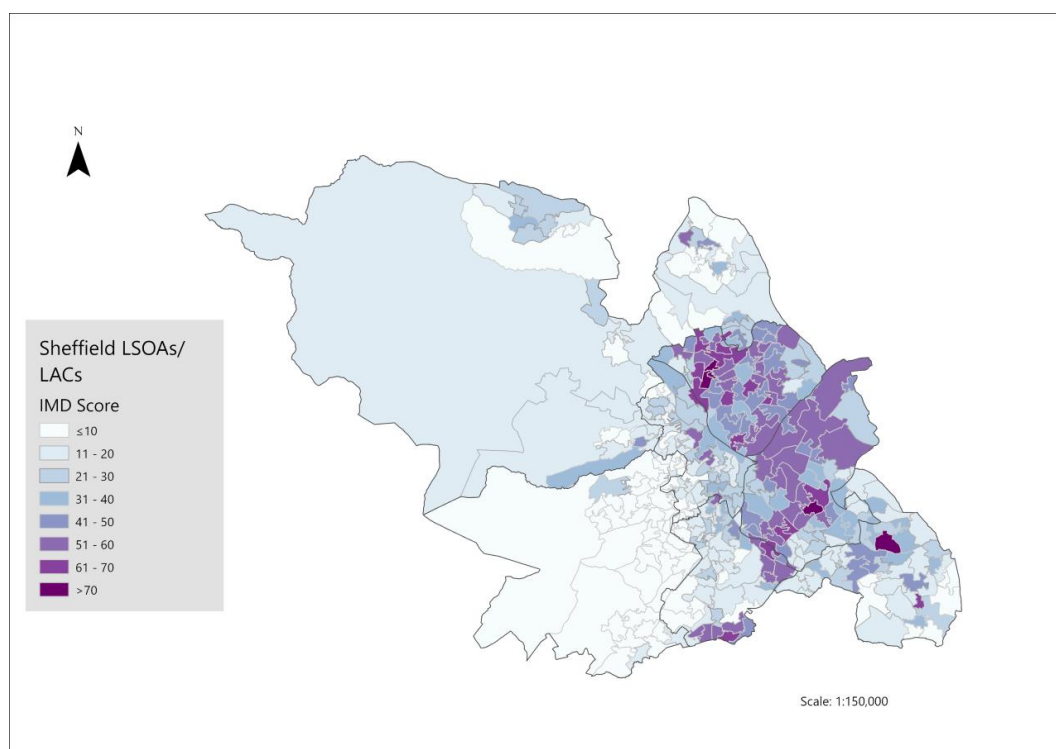 N
Sheffield LSOAs/
LACs
IMD Score
≤10
11 - 20
21 - 30
31 - 40
41 - 50
51 - 60
61 - 70
>70
Scale: 1:150,000